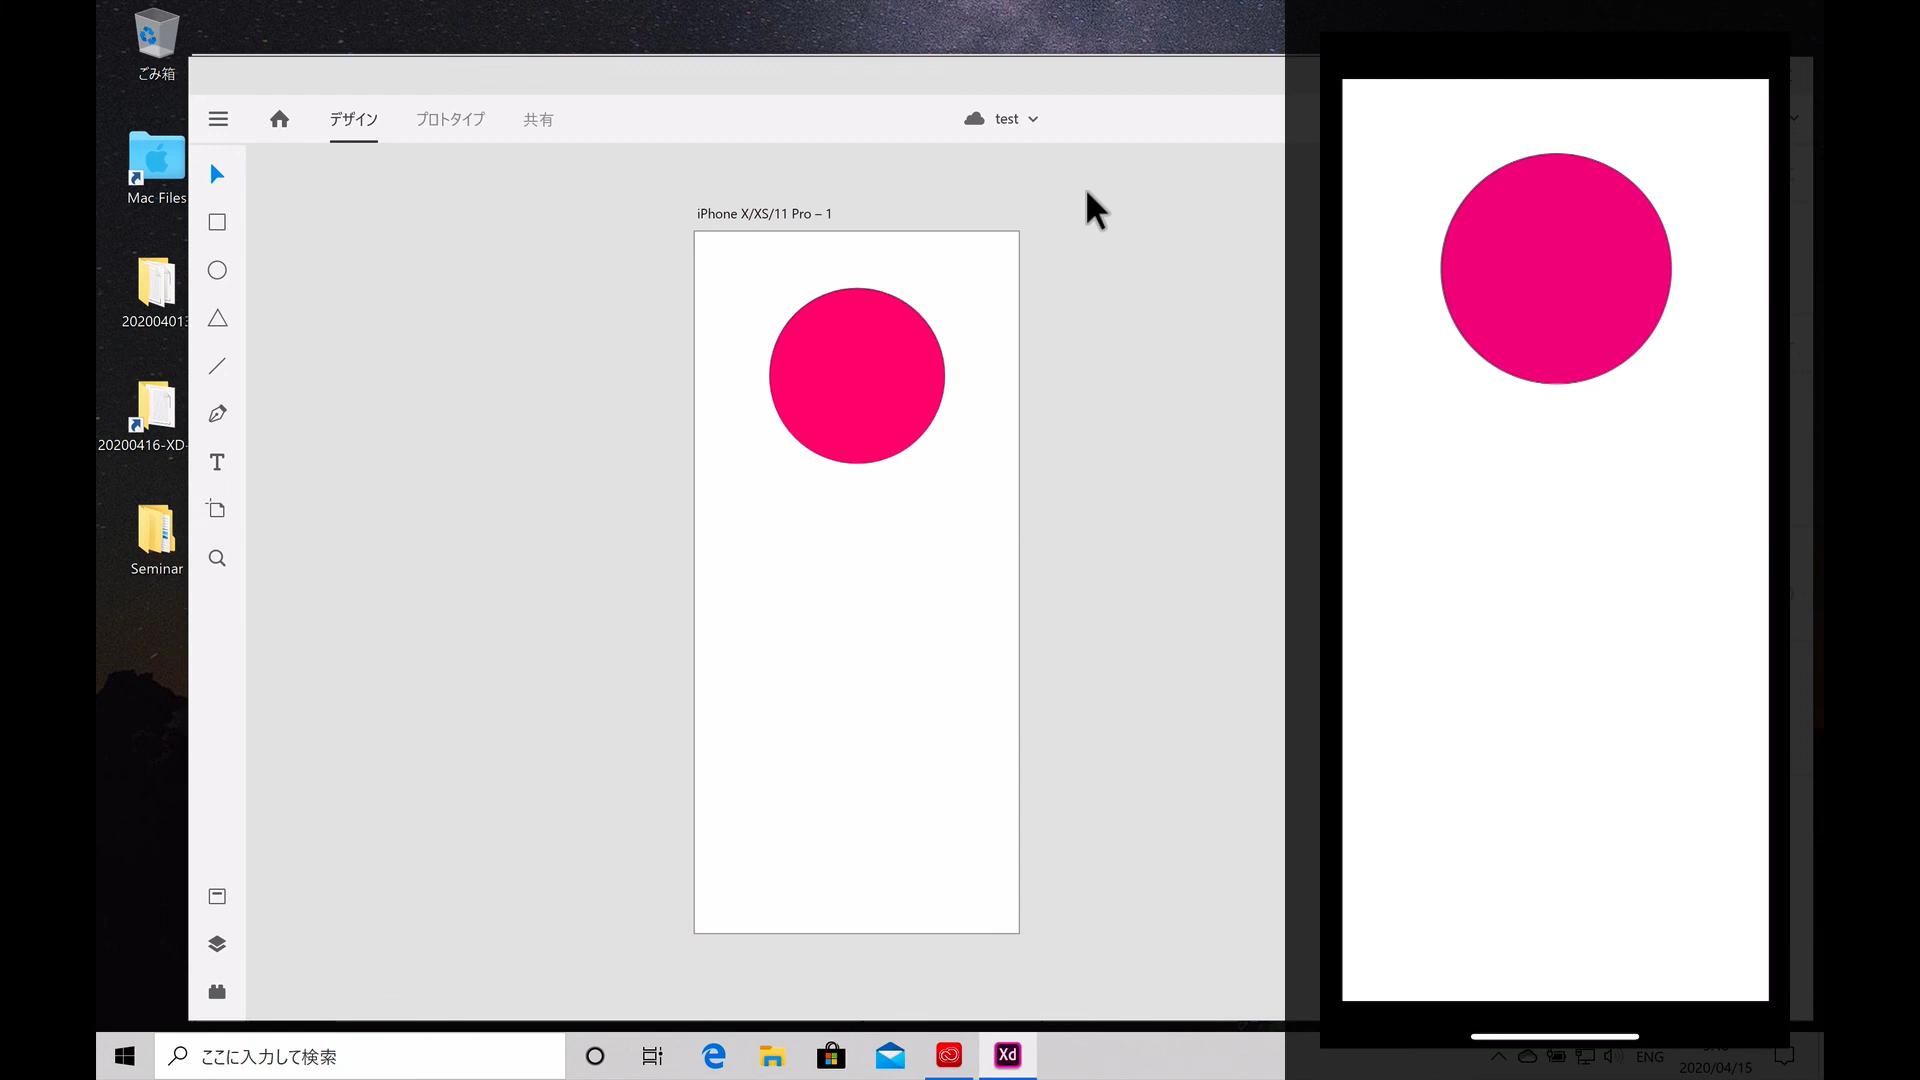 ごみ箱
デザイン プロトタイプ 共有
test
Mac Files
iPhone X/XS/11 Pro – 1
202004013
20200416-XD-
Seminar
ここに入力して検索
Xd
ENG
2020/04/15